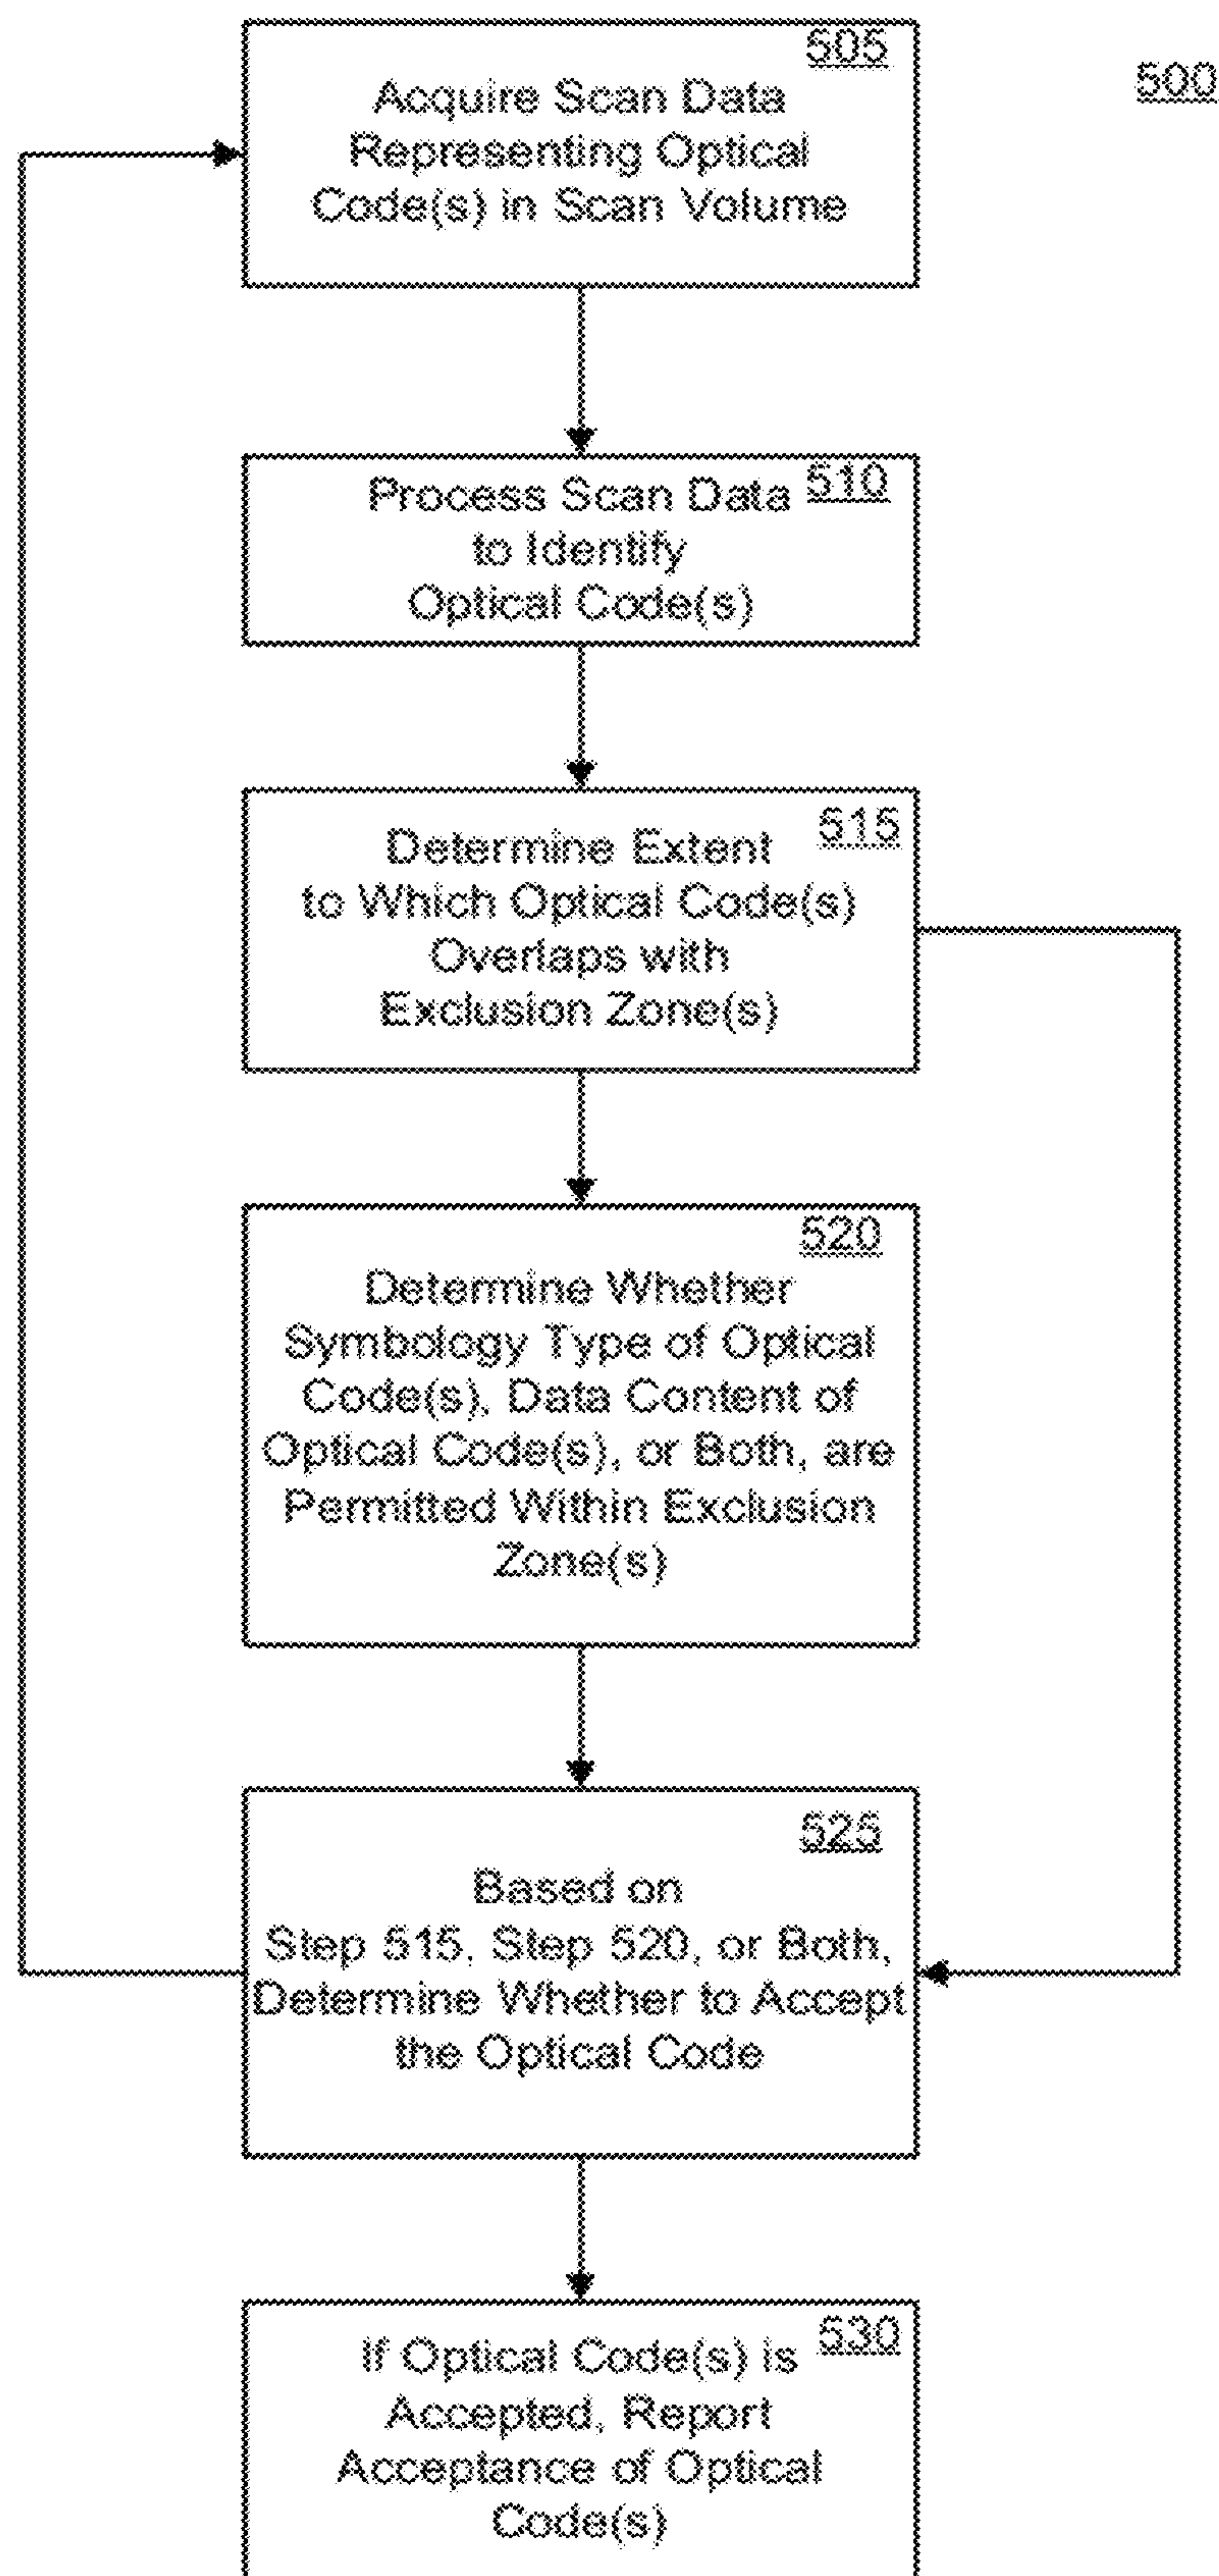 500
505
Acquire Scan Data
Representing Optical
Code(s) in Scan Volume
510
Process Scan Data
to Identify
Optical Code(s)
515
Determine Extent
to Which Optical Code(s)
Overlaps with
Exclusion Zone(s)
520
Determine Whether
Symbology Type of Optical
Code(s), Data Content of
Optical Code(s), or Both, are
Permitted Within Exclusion
Zone(s)
525
Based on
Step 515, Step 520, or Both,
Determine Whether to Accept
the Optical Code
530
If Optical Code(s) is
Accepted, Report
Acceptance of Optical
Code(s)